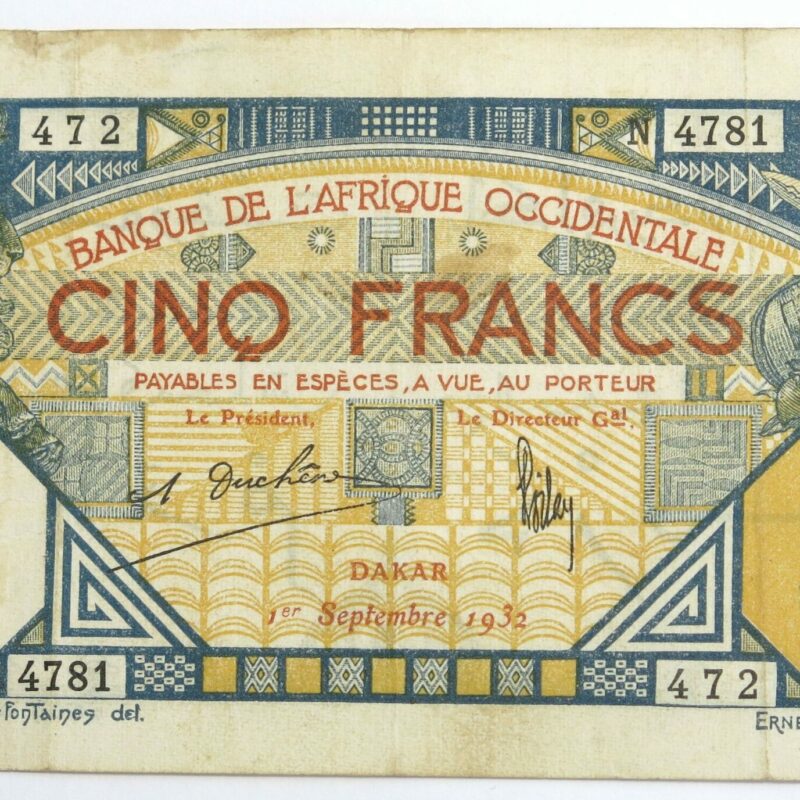 472
N 4781
BANQUE DE L'AFRIQUE OCCIDENTALE
CINQ FRANCS
PAYABLES EN ESPÈCES, A VUE, AU PORTEUR
Le Président,
Le Directeur Gal.
A Duchêne
DAKAR
1er Septembre 1932
4781
472
Fontaines del.
ERNE